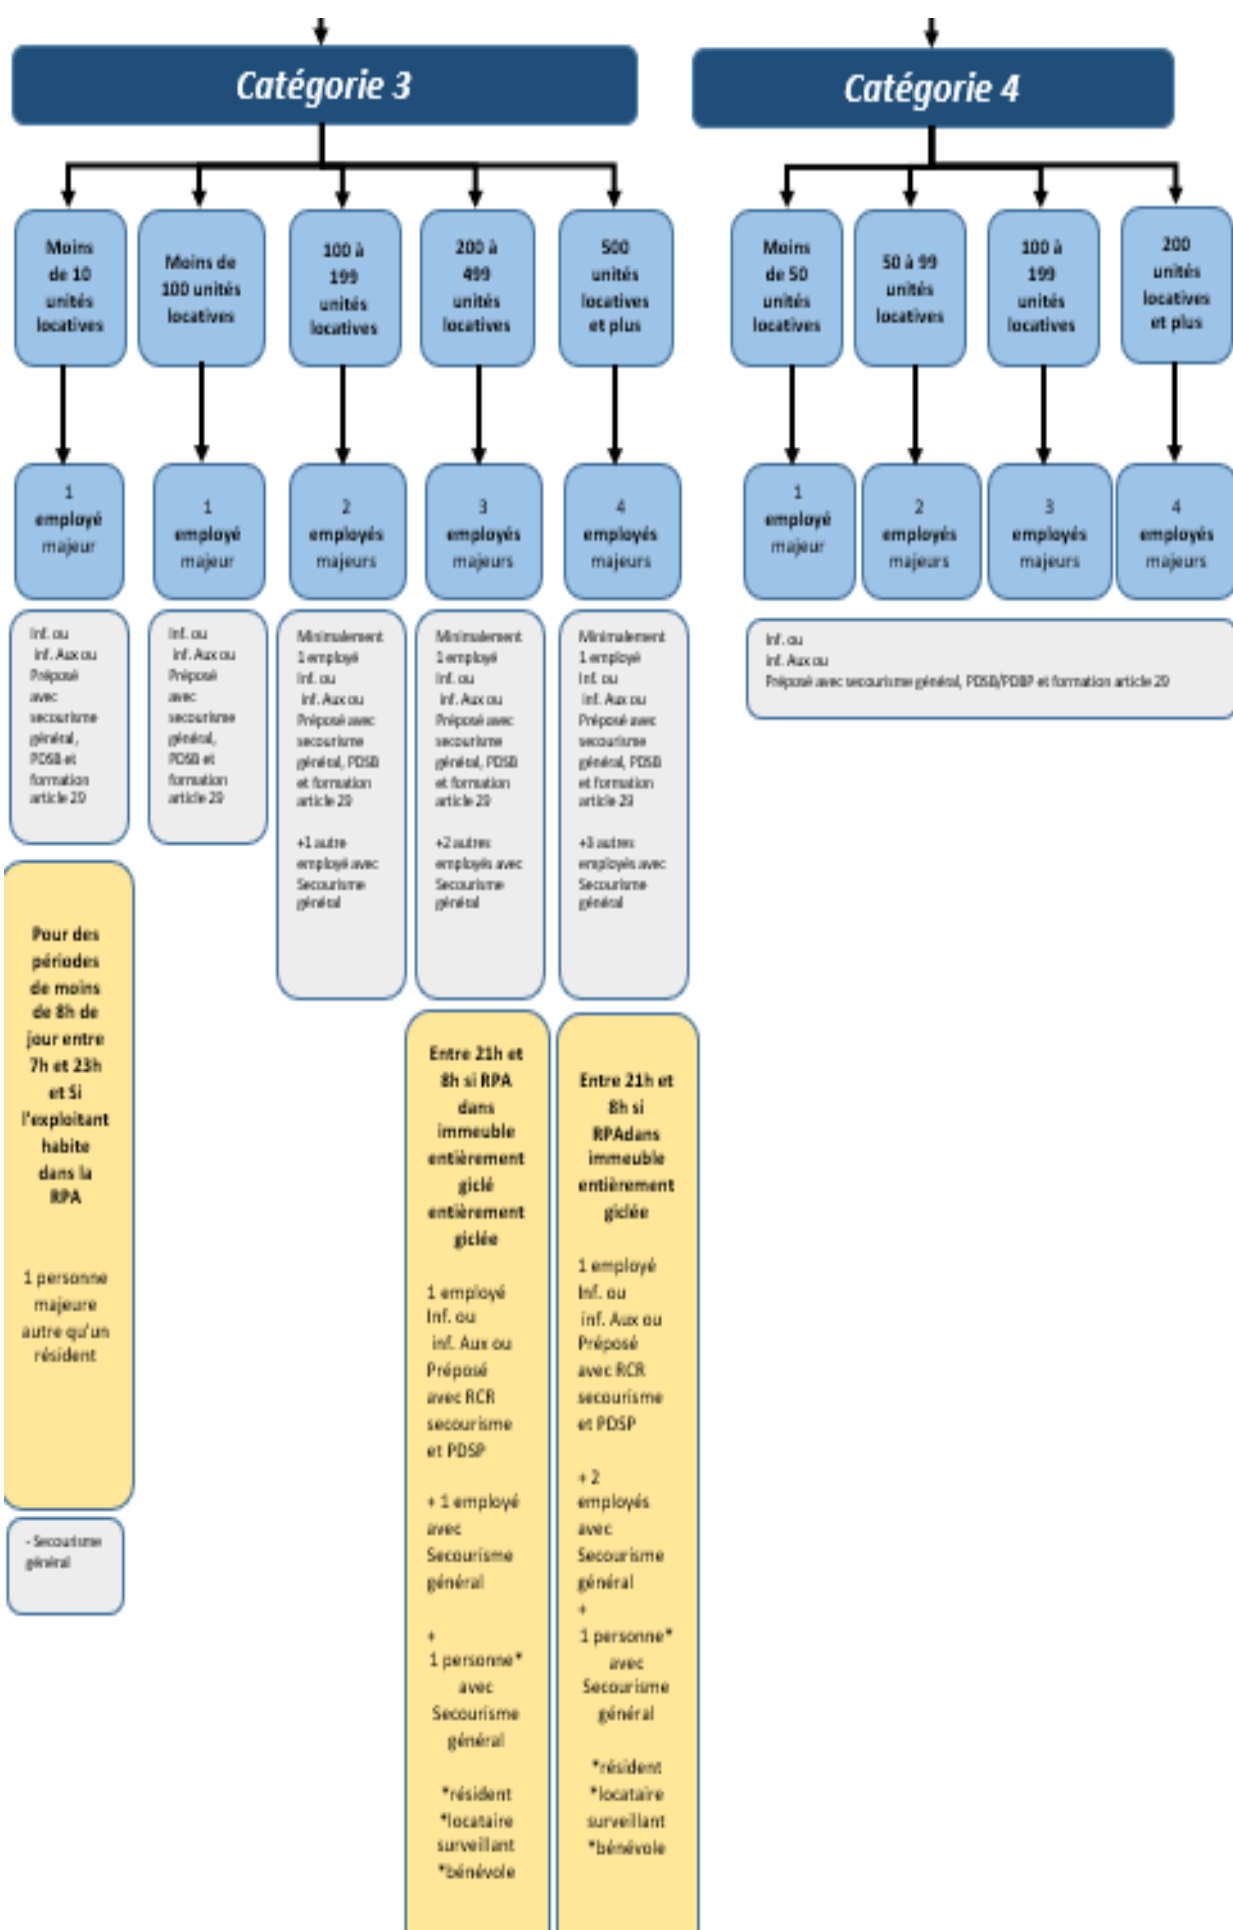 Catégorie 3
Moins
de 10
unités
locatives
Moins de
100 unités
locatives
100 à
199
unités
locatives
200 à
499
unités
locatives
500
unités
locatives
et plus
1
employé
majeur
1
employé
majeur
2
employés
majeurs
3
employés
majeurs
4
employés
majeurs
Inf. ou
inf. Aux ou
Préposé
avec
secourisme
général,
PDSB et
formation
article 29
Inf. ou
inf. Aux ou
Préposé
avec
secourisme
général,
PDSB et
formation
article 29
Minimalement
1 employé
Inf. ou
inf. Aux ou
Préposé avec
secourisme
général, PDSB
et formation
article 29
+1 autre
employé avec
Secourisme
général
Minimalement
1 employé
Inf. ou
inf. Aux ou
Préposé avec
secourisme
général, PDSB
et formation
article 29
+2 autres
employés avec
Secourisme
général
Minimalement
1 employé
Inf. ou
inf. Aux ou
Préposé avec
secourisme
général, PDSB
et formation
article 29
+3 autres
employés avec
Secourisme
général
Pour des
périodes
de moins
de 8h de
jour entre
7h et 23h
et Si
l'exploitant
habite
dans la
RPA
1 personne
majeure
autre qu'un
résident
- Secourisme
général
Entre 21h et
8h si RPA
dans
immeuble
entièrement
giclé
entièrement
giclée
1 employé
Inf. ou
inf. Aux ou
Préposé
avec RCR
secourisme
et PDSP
+ 1 employé
avec
Secourisme
général
+
1 personne*
avec
Secourisme
général
*résident
*locataire
surveillant
*bénévole
Entre 21h et
8h si
RPAdans
immeuble
entièrement
giclée
1 employé
Inf. ou
inf. Aux ou
Préposé
avec RCR
secourisme
et PDSP
+ 2
employés
avec
Secourisme
général
+
1 personne*
avec
Secourisme
général
*résident
*locataire
surveillant
*bénévole
Catégorie 4
Moins
de 50
unités
locatives
50 à 99
unités
locatives
100 à
199
unités
locatives
200
unités
locatives
et plus
1
employé
majeur
2
employés
majeurs
3
employés
majeurs
4
employés
majeurs
Inf. ou
inf. Aux ou
Préposé avec secourisme général, PDSB/PDBP et formation article 29